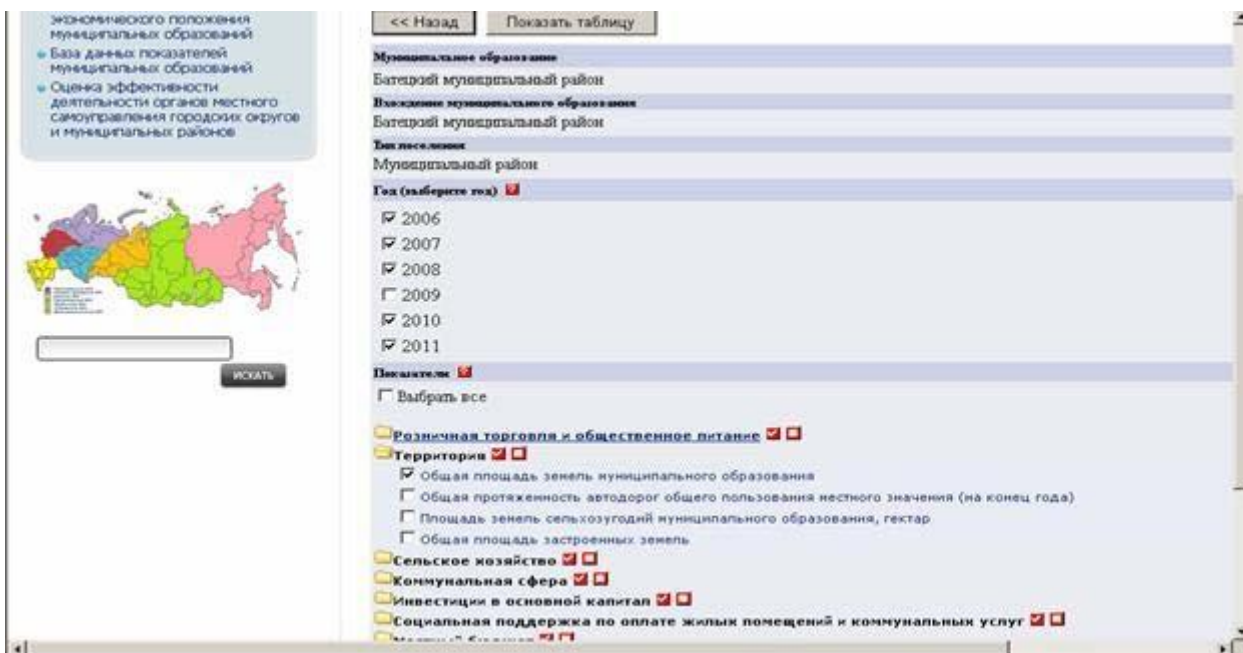 экономического положения
муниципальных образований
База данных показателей
муниципальных образований
Оценка эффективности
деятельности органов местного
самоуправления городских округов
и муниципальных районов
ИСКАТЬ
<< Назад
Показать таблицу
Муниципальное образование
Батецкий муниципальный район
Вхождение муниципального образования
Батецкий муниципальный район
Тип поселения
Муниципальный район
Год (выберите год) ?
2006
2007
2008
2009
2010
2011
Показатели ?
Выбрать все
Розничная торговля и общественное питание
Территория
Общая площадь земель муниципального образования
Общая протяженность автодорог общего пользования местного значения (на конец года)
Площадь земель сельхозугодий муниципального образования, гектар
Общая площадь застроенных земель
Сельское хозяйство
Коммунальная сфера
Инвестиции в основной капитал
Социальная поддержка по оплате жилых помещений и коммунальных услуг